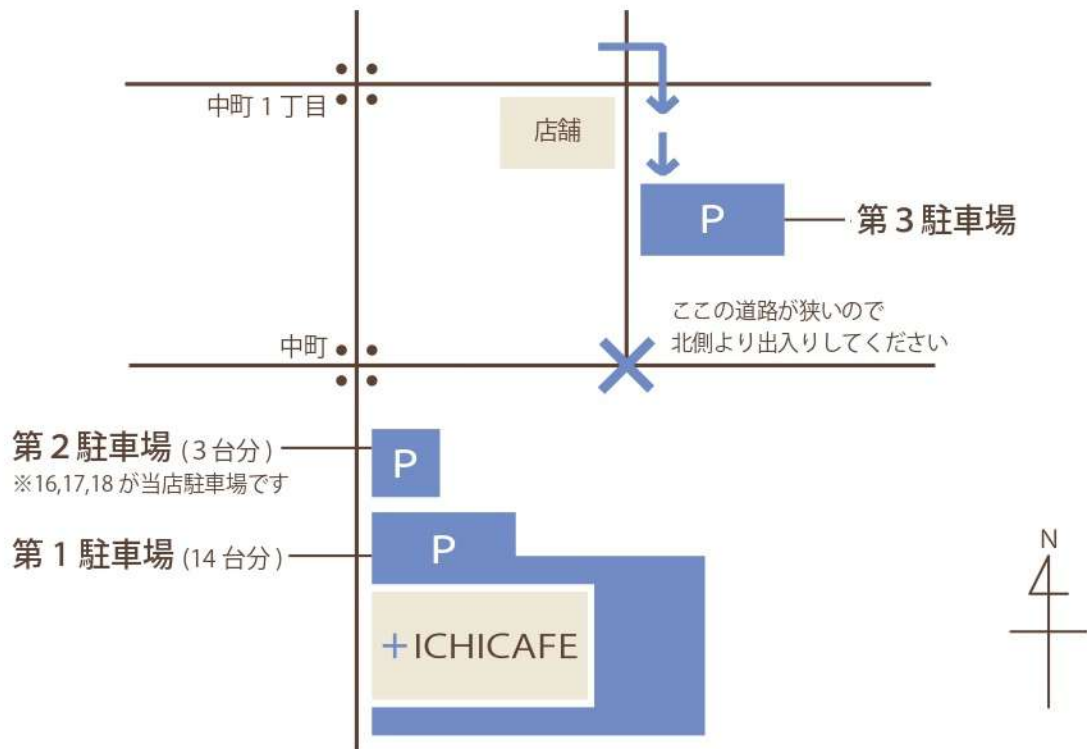 中町 1 丁目
店舗
P
第 3 駐車場
ここの道路が狭いので
北側より出入りしてください
中町
第 2 駐車場 ( 3 台分 )
※16,17,18 が当店駐車場です
P
第 1 駐車場 (14 台分 )
P
+ ICHICAFE
N